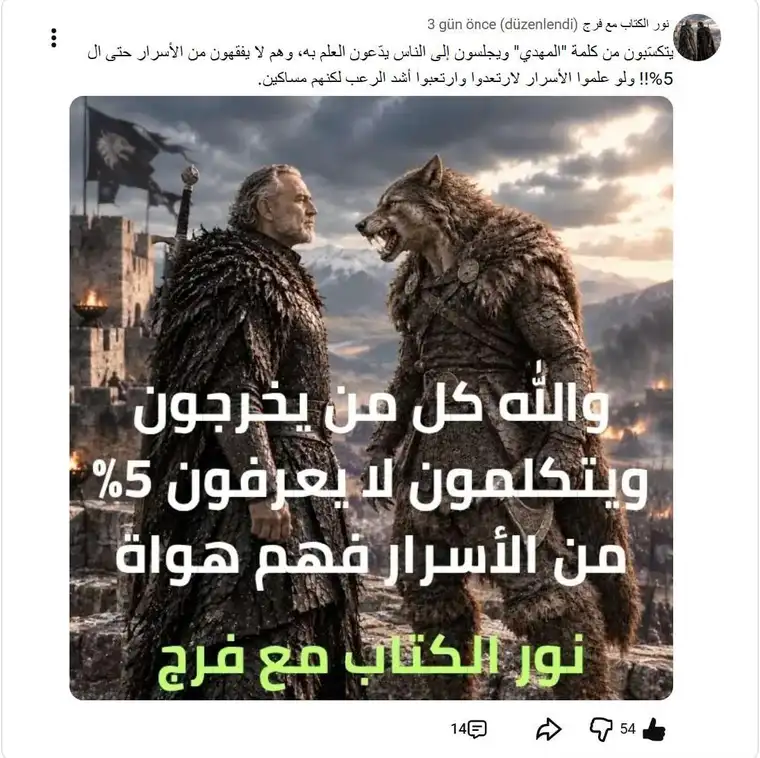 نور الكتاب مع فرج 3 gün önce (düzenlendi)
يتكسّبون من كلمة "المهدي" ويجلسون إلى الناس يدّعون العلم به، وهم لا يفقهون من الأسرار حتى ال
5%!! ولو علموا الأسرار لارتعدوا وارتعبوا أشد الرعب لكنهم مساكين.
والله كل من يخرجون
ويتكلمون لا يعرفون 5%
من الأسرار فهم هواة
نور الكتاب مع فرج
54 14